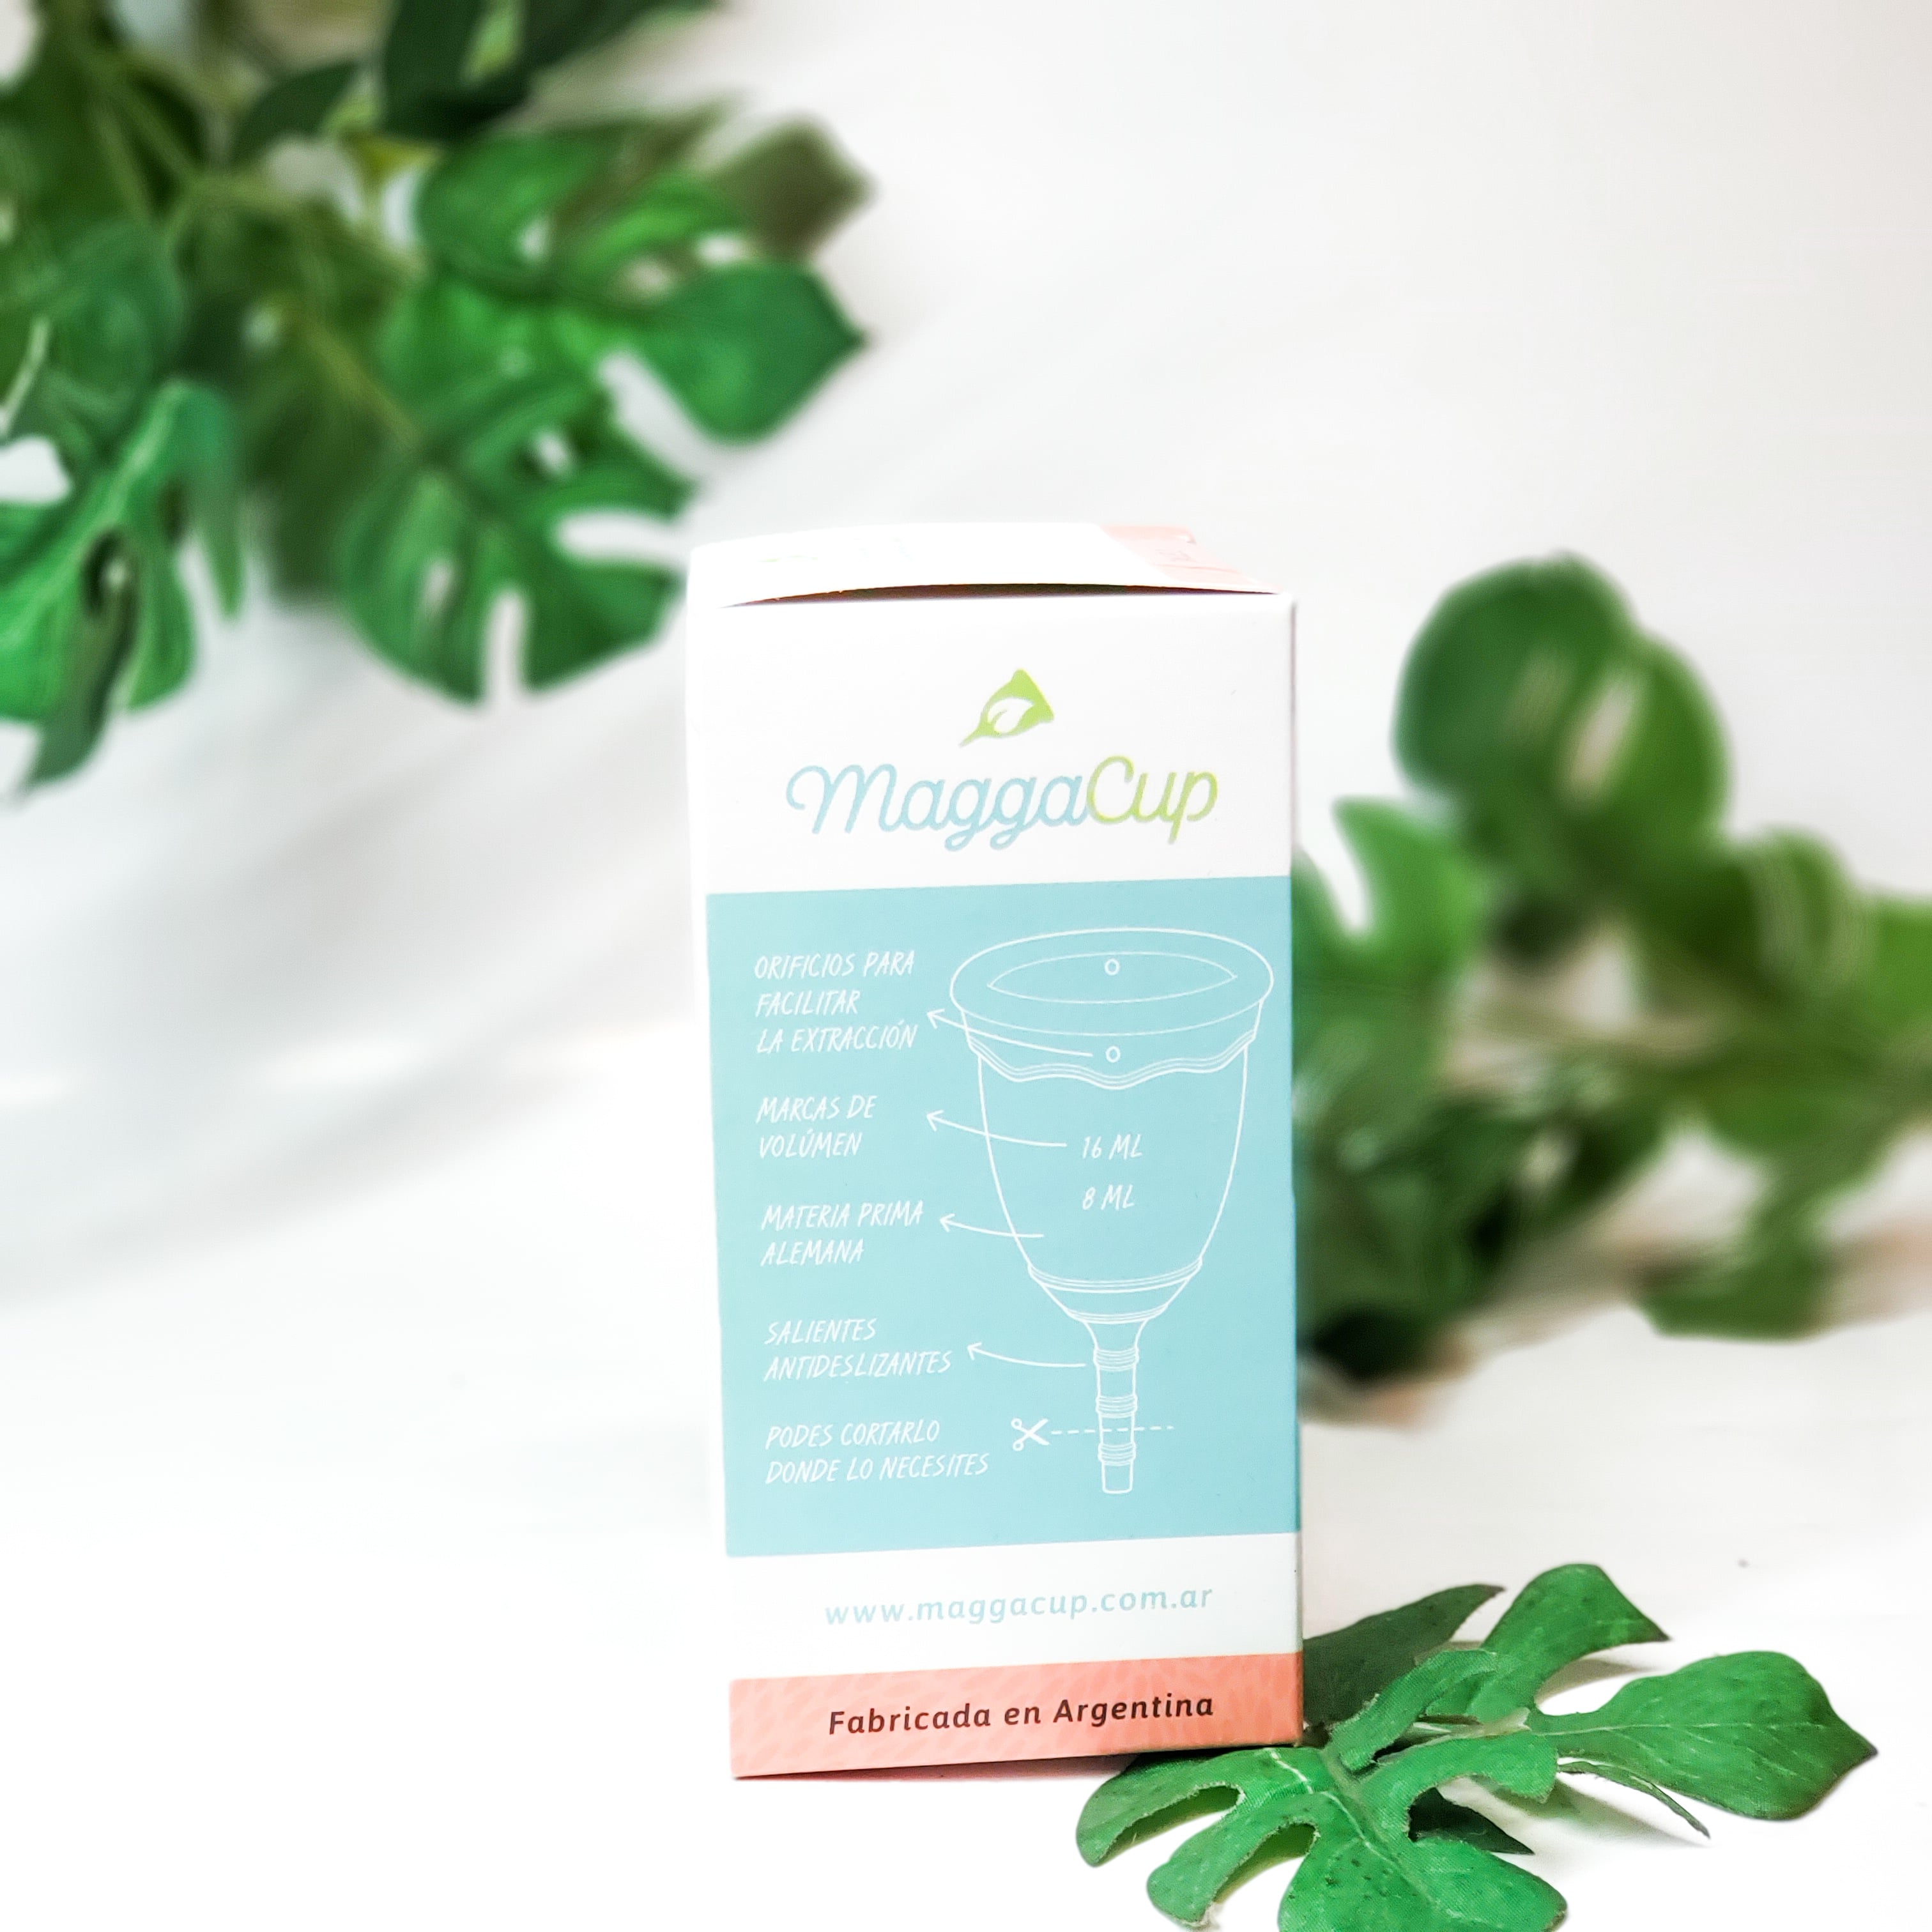 MaggaCup
ORIFICIOS PARA
FACILITAR
LA EXTRACCIÓN
MARCAS DE
VOLÚMEN
16 ML
8 ML
MATERIA PRIMA
ALEMANA
SALIENTES
ANTIDESLIZANTES
PODES CORTARLO
DONDE LO NECESITES
www.maggacup.com.ar
Fabricada en Argentina